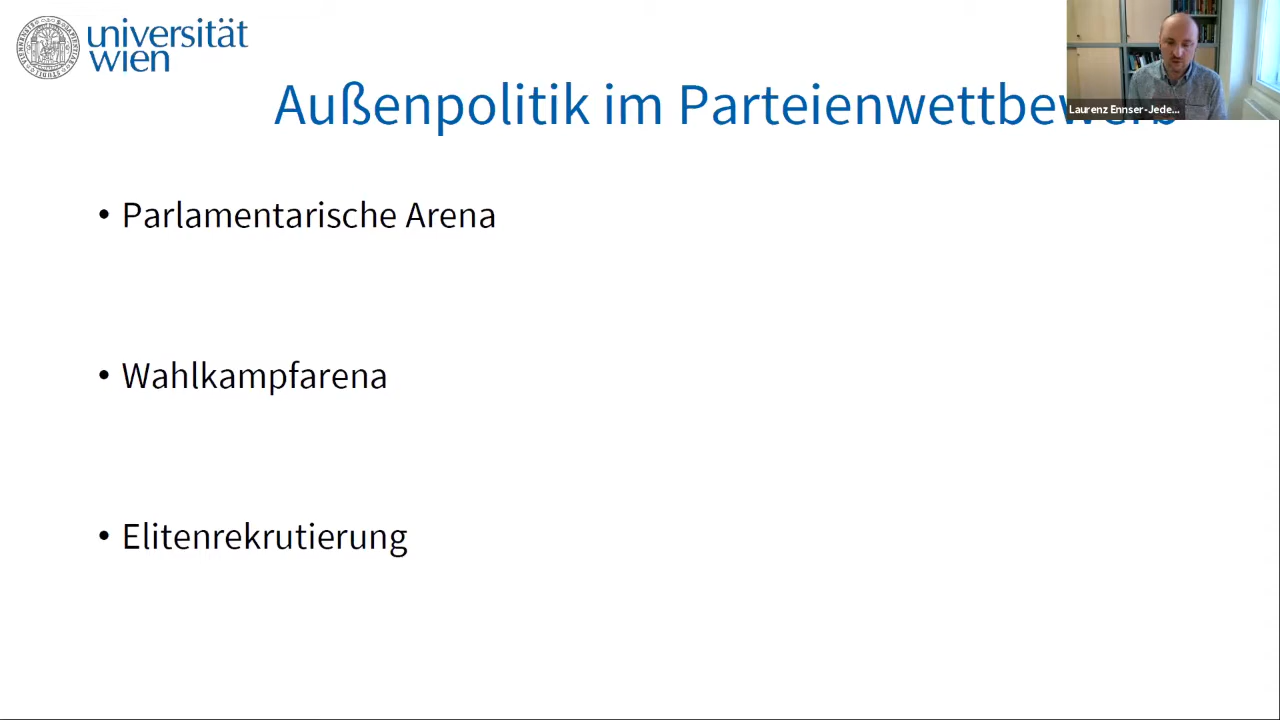 universität
wien
Außenpolitik im Parteienwettbewerb
Laurenz Ennser-Jede...
• Parlamentarische Arena
• Wahlkampfarena
• Elitenrekrutierung